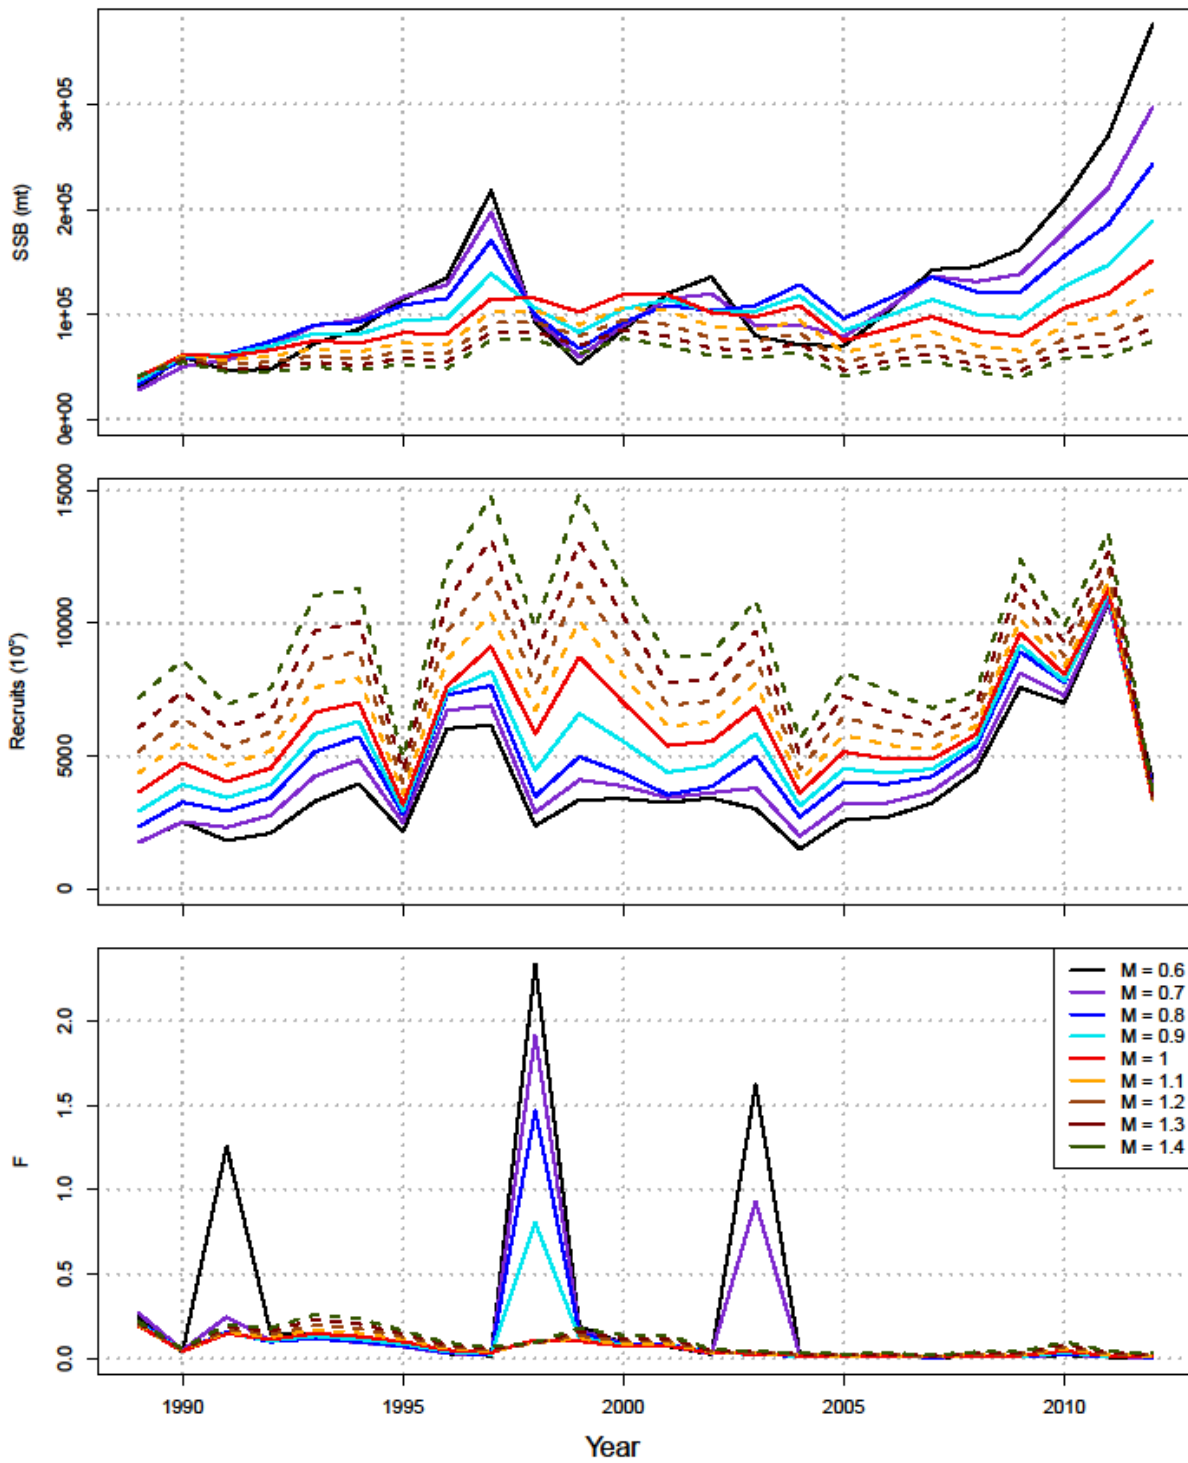 3e+05
2e+05
1e+05
0e+00
SSB (mt)
15000
10000
5000
0
Recruits (10⁶)
2.0
1.5
1.0
0.5
0.0
F
M = 0.6
M = 0.7
M = 0.8
M = 0.9
M = 1
M = 1.1
M = 1.2
M = 1.3
M = 1.4
1990 1995 2000 2005 2010
Year